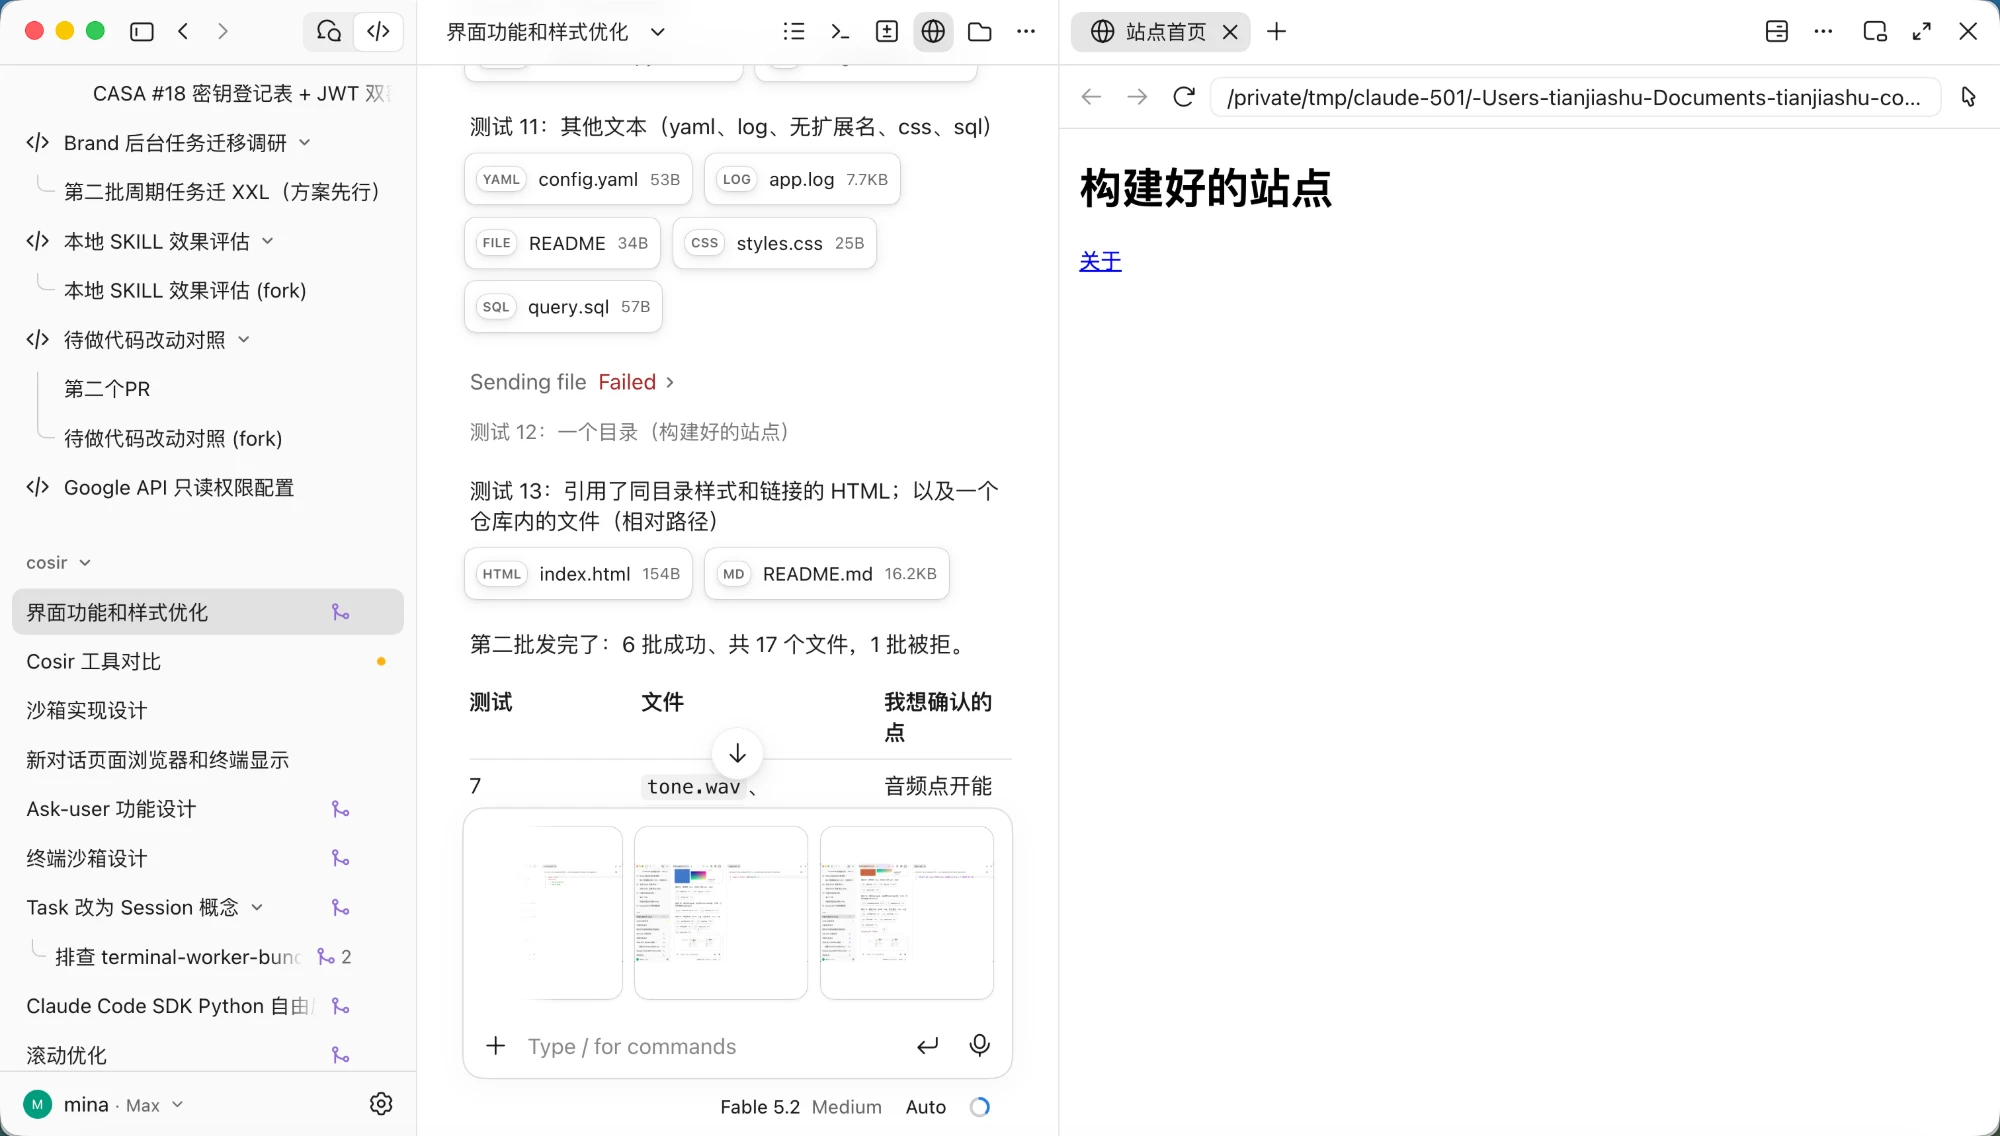 CASA #18 密钥登记表 + JWT 双
Brand 后台任务迁移调研
第二批周期任务迁 XXL（方案先行）
本地 SKILL 效果评估
本地 SKILL 效果评估 (fork)
待做代码改动对照
第二个PR
待做代码改动对照 (fork)
Google API 只读权限配置
cosir
界面功能和样式优化
Cosir 工具对比
沙箱实现设计
新对话页面浏览器和终端显示
Ask-user 功能设计
终端沙箱设计
Task 改为 Session 概念
排查 terminal-worker-bund
2
Claude Code SDK Python 自由
滚动优化
M
mina · Max
界面功能和样式优化
测试 11：其他文本（yaml、log、无扩展名、css、sql）
YAML config.yaml 53B
LOG app.log 7.7KB
FILE README 34B
CSS styles.css 25B
SQL query.sql 57B
Sending file Failed
测试 12：一个目录（构建好的站点）
测试 13：引用了同目录样式和链接的 HTML；以及一个
仓库内的文件（相对路径）
HTML index.html 154B
MD README.md 16.2KB
第二批发完了：6 批成功、共 17 个文件，1 批被拒。
测试 文件 我想确认的
点
7 tone.wav、 音频点开能
Type / for commands
Fable 5.2 Medium Auto
站点首页
/private/tmp/claude-501/-Users-tianjiashu-Documents-tianjiashu-co...
构建好的站点
关于